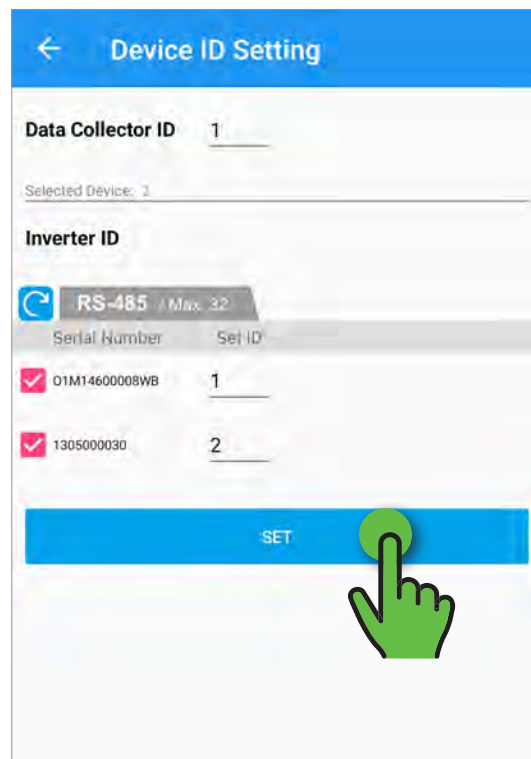 Device ID Setting
Data Collector ID 1
Selected Device: 2
Inverter ID
RS-485 / Max. 32
Serial Number Set ID
O1M14600008WB 1
1305000030 2
SET